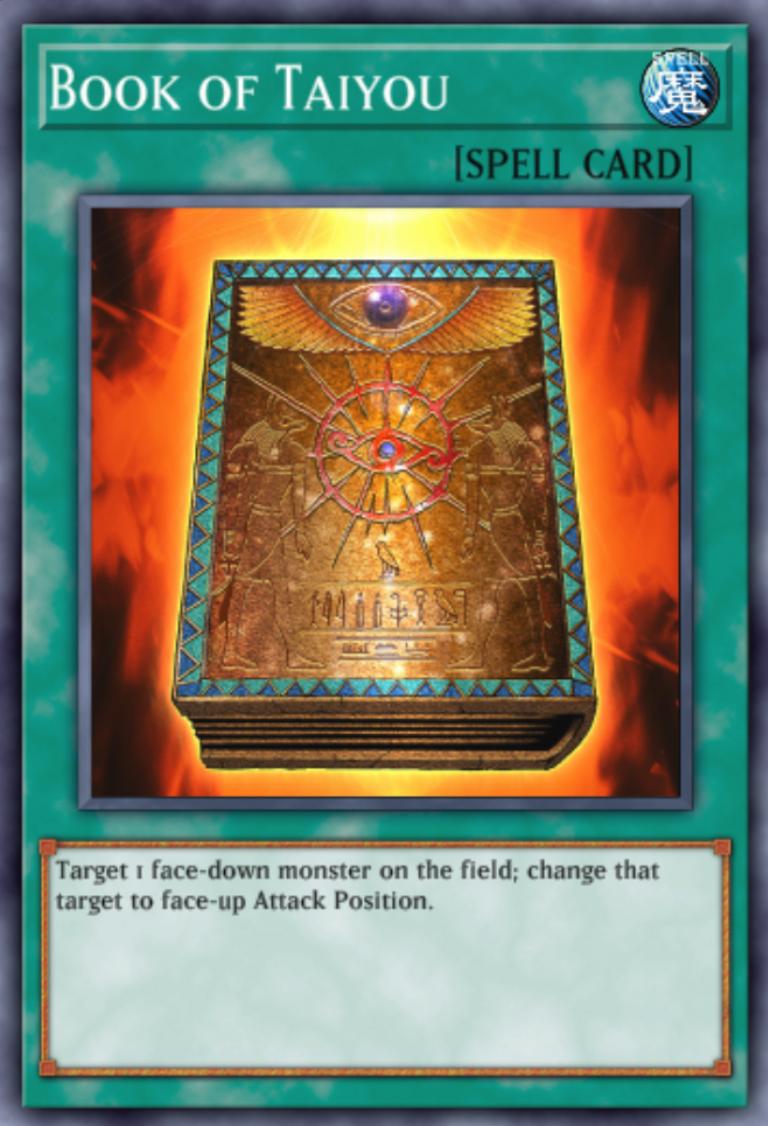 BOOK OF TAIYOU
SPELL
魔
[SPELL CARD]
Target 1 face-down monster on the field; change that
target to face-up Attack Position.